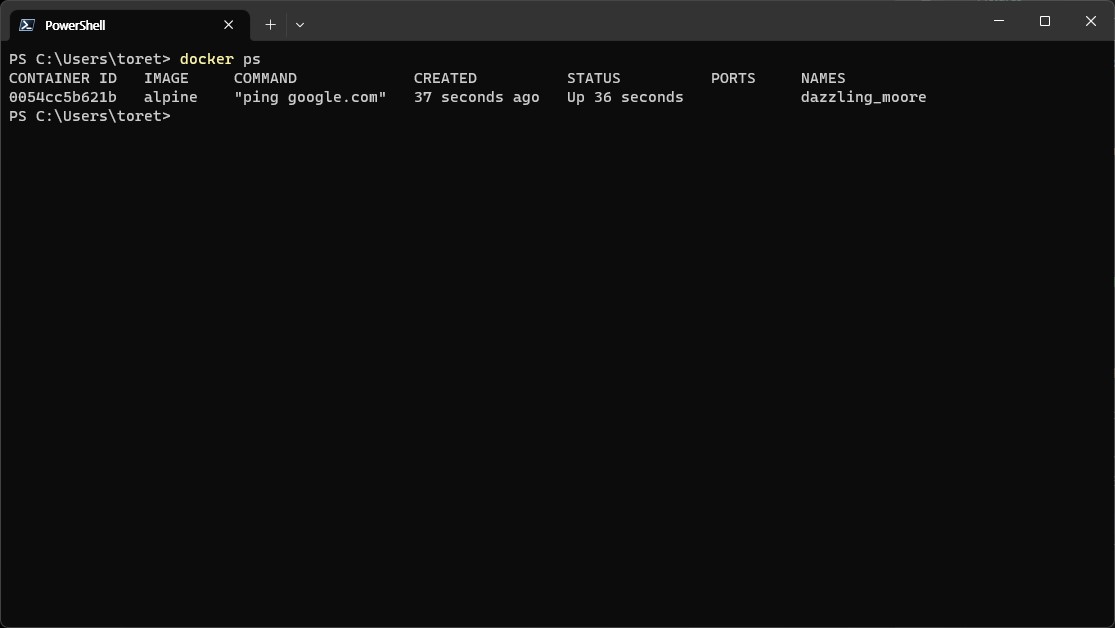 PowerShell
PS C:\Users\toret> docker ps
CONTAINER ID   IMAGE     COMMAND             CREATED          STATUS          PORTS     NAMES
0054cc5b621b   alpine    "ping google.com"   37 seconds ago   Up 36 seconds             dazzling_moore
PS C:\Users\toret>